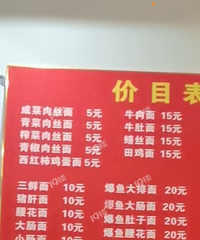 价目表
咸菜肉丝面 5元
青菜肉丝面 5元
榨菜肉丝面 5元
青椒肉丝面 5元
西红柿鸡蛋面 5元
牛肉面 15元
牛肚面 15元
鳝丝面 15元
田鸡面 15元
三鲜面 10元
猪肝面 10元
腰花面 10元
大肠面 10元
小肠面
爆鱼大排面 20元
爆鱼大肠面 20元
爆鱼肚子面 20元
爆鱼腰花面 20元